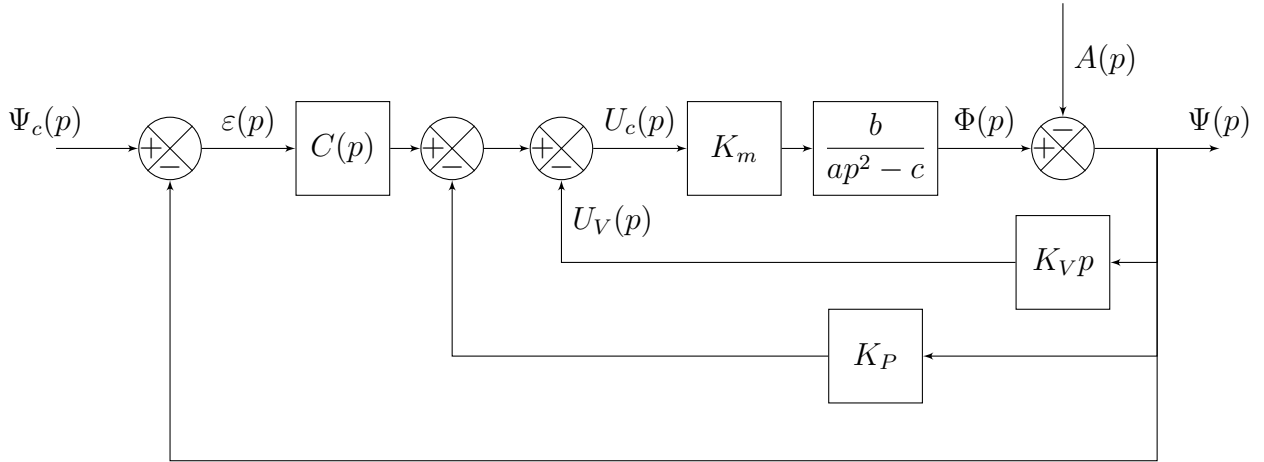 A(p)
Ψ_c(p)
+
−
ε(p)
C(p)
+
−
+
−
U_c(p)
K_m
b
ap² − c
Φ(p)
−
+
Ψ(p)
U_V(p)
K_V p
K_P